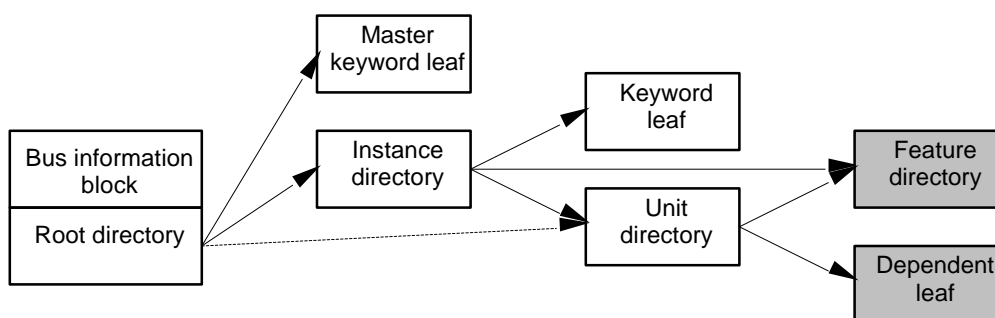 Master
keyword leaf
Keyword
leaf
Bus information
block
Instance
directory
Feature
directory
Root directory
Unit
directory
Dependent
leaf